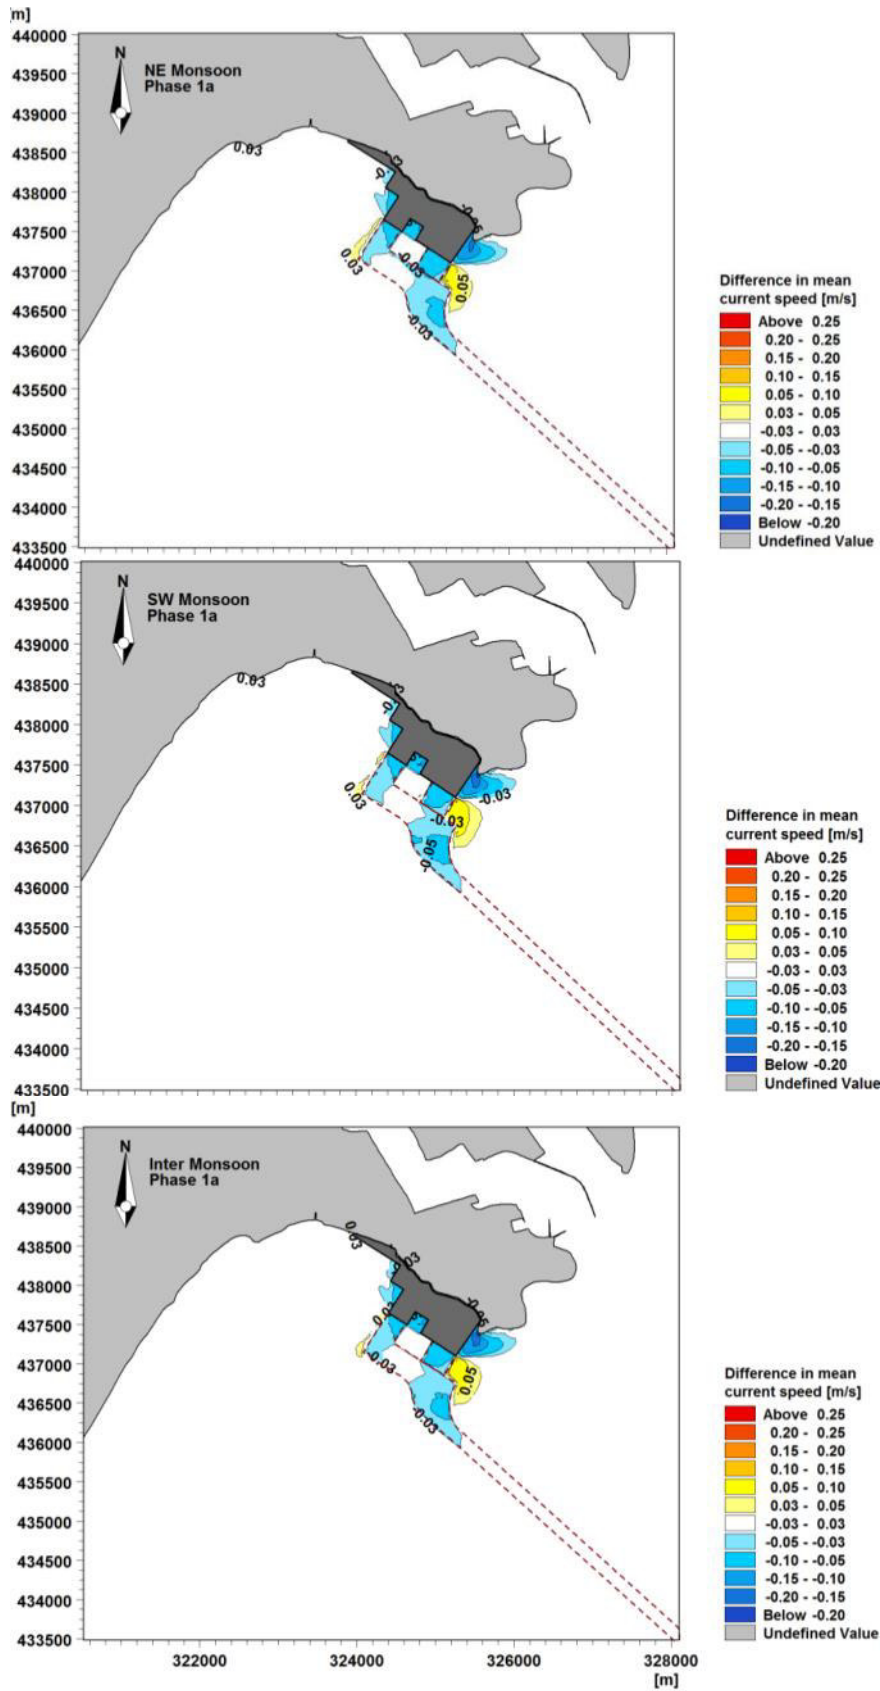 [m]
440000
439500
439000
438500
438000
437500
437000
436500
436000
435500
435000
434500
434000
433500
N
NE Monsoon
Phase 1a
0.03
-0.05
0.03
-0.05
0.05
-0.03
Difference in mean
current speed [m/s]
Above 0.25
0.20 - 0.25
0.15 - 0.20
0.10 - 0.15
0.05 - 0.10
0.03 - 0.05
-0.03 - 0.03
-0.05 - -0.03
-0.10 - -0.05
-0.15 - -0.10
-0.20 - -0.15
Below -0.20
Undefined Value
440000
439500
439000
438500
438000
437500
437000
436500
436000
435500
435000
434500
434000
433500
N
SW Monsoon
Phase 1a
0.03
0.03
-0.03
-0.03
-0.05
Difference in mean
current speed [m/s]
Above 0.25
0.20 - 0.25
0.15 - 0.20
0.10 - 0.15
0.05 - 0.10
0.03 - 0.05
-0.03 - 0.03
-0.05 - -0.03
-0.10 - -0.05
-0.15 - -0.10
-0.20 - -0.15
Below -0.20
Undefined Value
[m]
440000
439500
439000
438500
438000
437500
437000
436500
436000
435500
435000
434500
434000
433500
N
Inter Monsoon
Phase 1a
0.03
0.03
-0.05
-0.03
0.05
-0.03
Difference in mean
current speed [m/s]
Above 0.25
0.20 - 0.25
0.15 - 0.20
0.10 - 0.15
0.05 - 0.10
0.03 - 0.05
-0.03 - 0.03
-0.05 - -0.03
-0.10 - -0.05
-0.15 - -0.10
-0.20 - -0.15
Below -0.20
Undefined Value
322000 324000 326000 328000
[m]